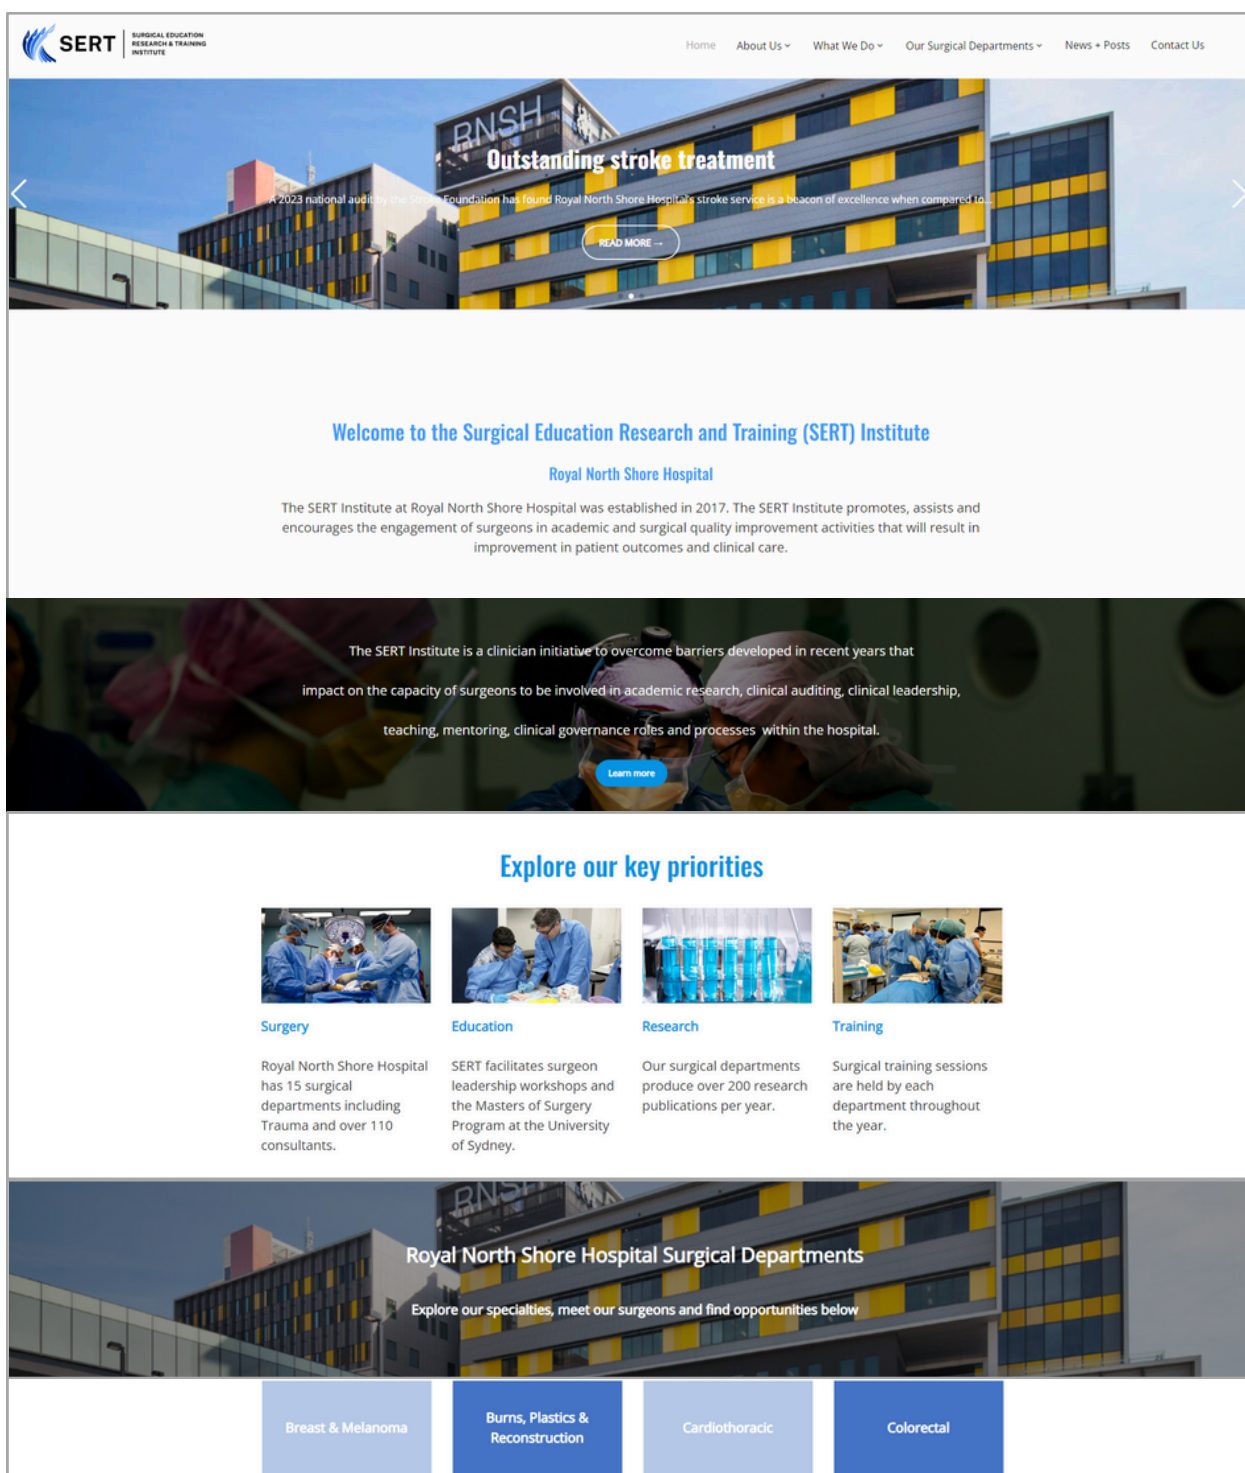 SERT
SURGICAL EDUCATION
RESEARCH & TRAINING
INSTITUTE
Home About Us What We Do Our Surgical Departments News + Posts Contact Us
RNSH
Outstanding stroke treatment
A 2023 national audit by the Stroke Foundation has found Royal North Shore Hospital's stroke service is a beacon of excellence when compared to...
READ MORE →
Welcome to the Surgical Education Research and Training (SERT) Institute
Royal North Shore Hospital
The SERT Institute at Royal North Shore Hospital was established in 2017. The SERT Institute promotes, assists and
encourages the engagement of surgeons in academic and surgical quality improvement activities that will result in
improvement in patient outcomes and clinical care.
The SERT Institute is a clinician initiative to overcome barriers developed in recent years that
impact on the capacity of surgeons to be involved in academic research, clinical auditing, clinical leadership,
teaching, mentoring, clinical governance roles and processes within the hospital.
Learn more
Explore our key priorities
Surgery
Royal North Shore Hospital
has 15 surgical
departments including
Trauma and over 110
consultants.
Education
SERT facilitates surgeon
leadership workshops and
the Masters of Surgery
Program at the University
of Sydney.
Research
Our surgical departments
produce over 200 research
publications per year.
Training
Surgical training sessions
are held by each
department throughout
the year.
RNSH
Royal North Shore Hospital Surgical Departments
Explore our specialties, meet our surgeons and find opportunities below
Breast & Melanoma
Burns, Plastics &
Reconstruction
Cardiothoracic
Colorectal